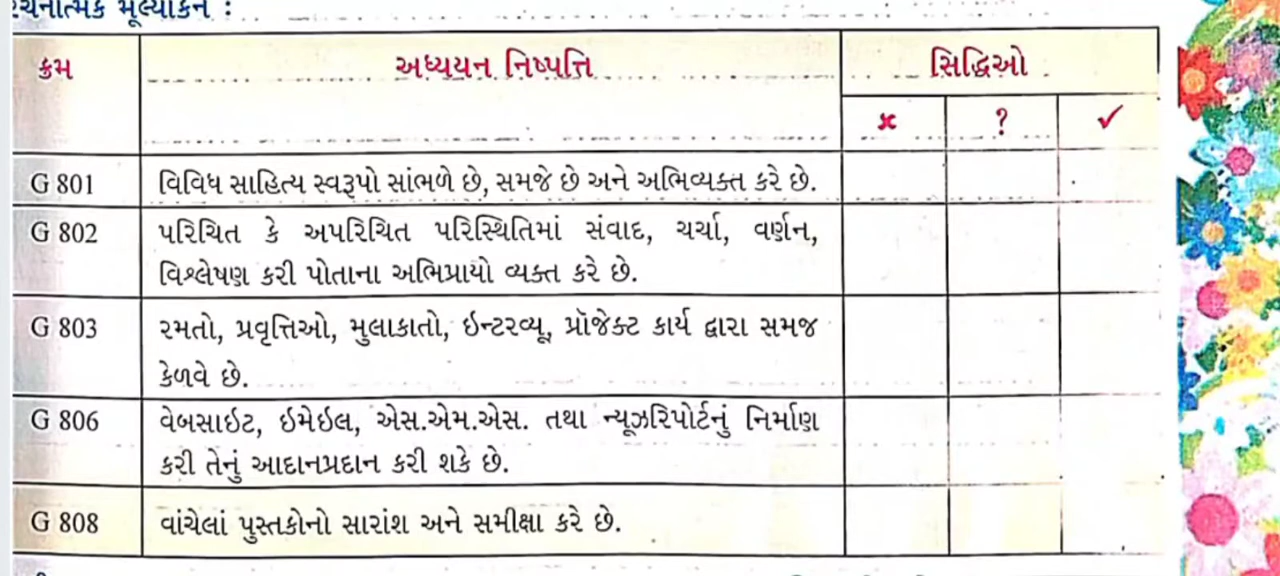 રચનાત્મક મૂલ્યાંકન :
ક્રમ અધ્યયન નિષ્પત્તિ સિદ્ધિઓ
× ? ✓
G 801 વિવિધ સાહિત્ય સ્વરૂપો સાંભળે છે, સમજે છે અને અભિવ્યક્ત કરે છે.
G 802 પરિચિત કે અપરિચિત પરિસ્થિતિમાં સંવાદ, ચર્ચા, વર્ણન,
વિશ્લેષણ કરી પોતાના અભિપ્રાયો વ્યક્ત કરે છે.
G 803 રમતો, પ્રવૃત્તિઓ, મુલાકાતો, ઇન્ટરવ્યૂ, પ્રૉજેક્ટ કાર્ય દ્વારા સમજ
કેળવે છે.
G 806 વેબસાઇટ, ઇમેઇલ, એસ.એમ.એસ. તથા ન્યૂઝરિપોર્ટનું નિર્માણ
કરી તેનું આદાનપ્રદાન કરી શકે છે.
G 808 વાંચેલાં પુસ્તકોનો સારાંશ અને સમીક્ષા કરે છે.